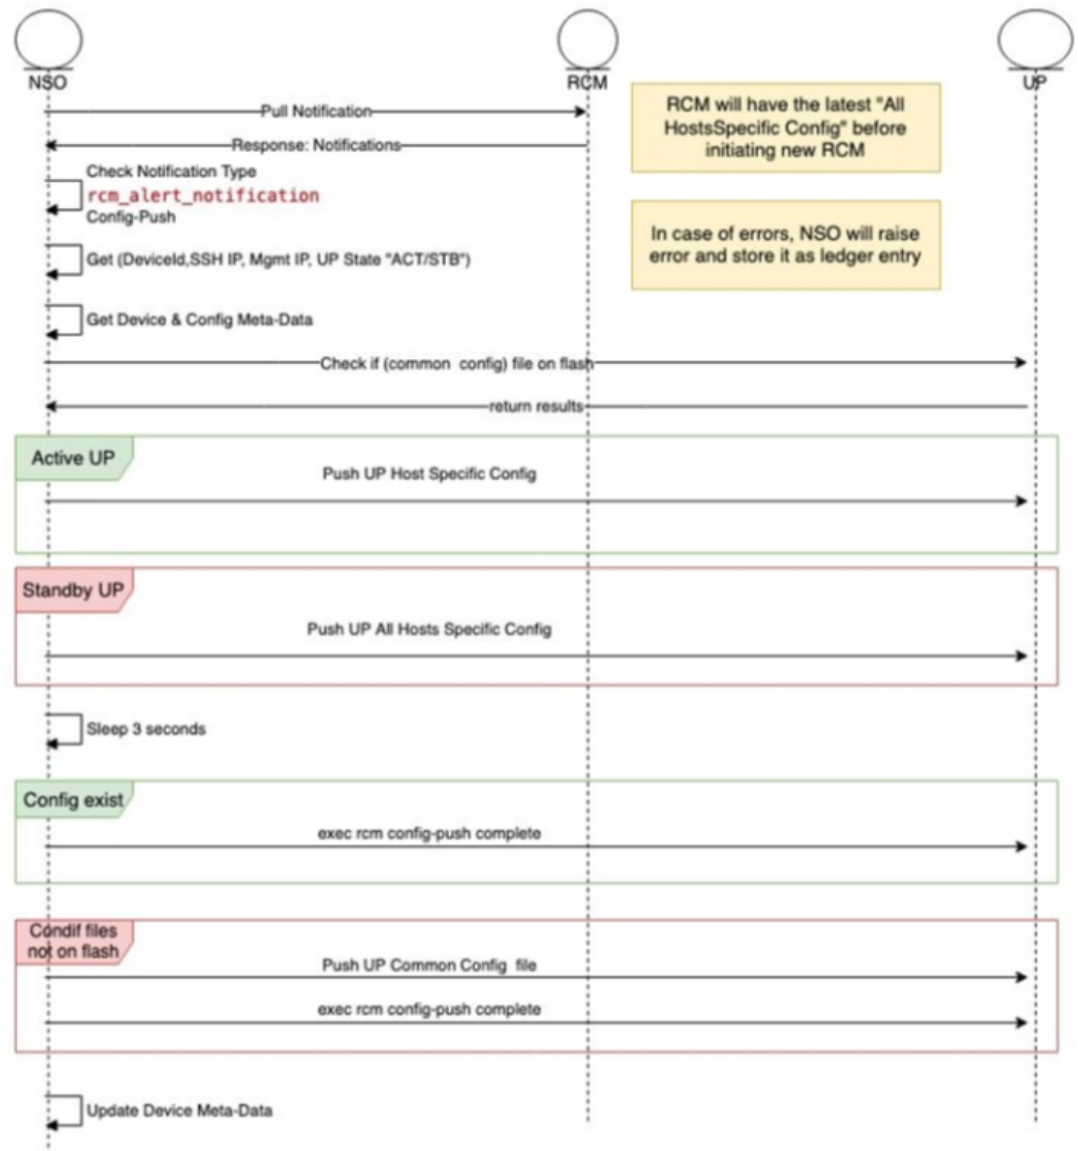 NSO
RCM
UP
Pull Notification
RCM will have the latest "All
HostsSpecific Config" before
initiating new RCM
Response: Notifications
Check Notification Type
rcm_alert_notification
Config-Push
In case of errors, NSO will raise
error and store it as ledger entry
Get (DeviceId,SSH IP, Mgmt IP, UP State "ACT/STB")
Get Device & Config Meta-Data
Check if (common config) file on flash
return results
Active UP
Push UP Host Specific Config
Standby UP
Push UP All Hosts Specific Config
Sleep 3 seconds
Config exist
exec rcm config-push complete
Condif files
not on flash
Push UP Common Config file
exec rcm config-push complete
Update Device Meta-Data